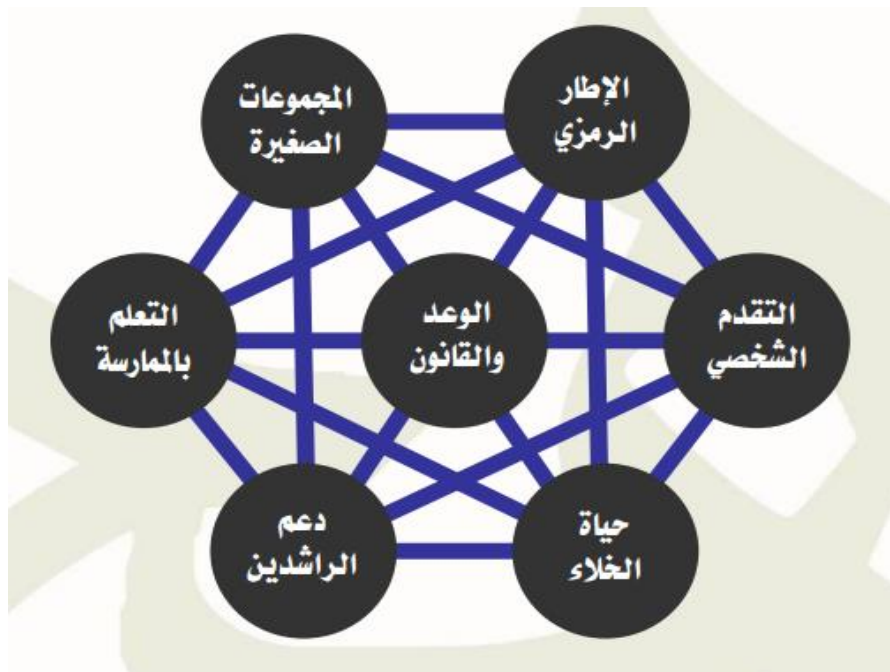 الإطار
الرمزي
المجموعات
الصغيرة
التقدم
الشخصي
الوعد
والقانون
التعلم
بالممارسة
حياة
الخلاء
دعم
الراشدين